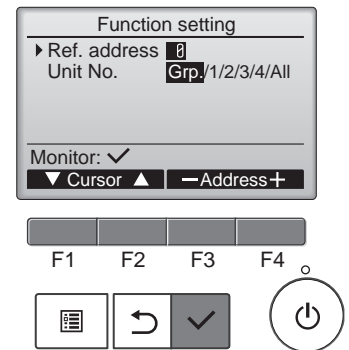 Function setting
Ref. address 0
Unit No. Grp./1/2/3/4/All
Monitor:
Cursor −Address+
F1 F2 F3 F4